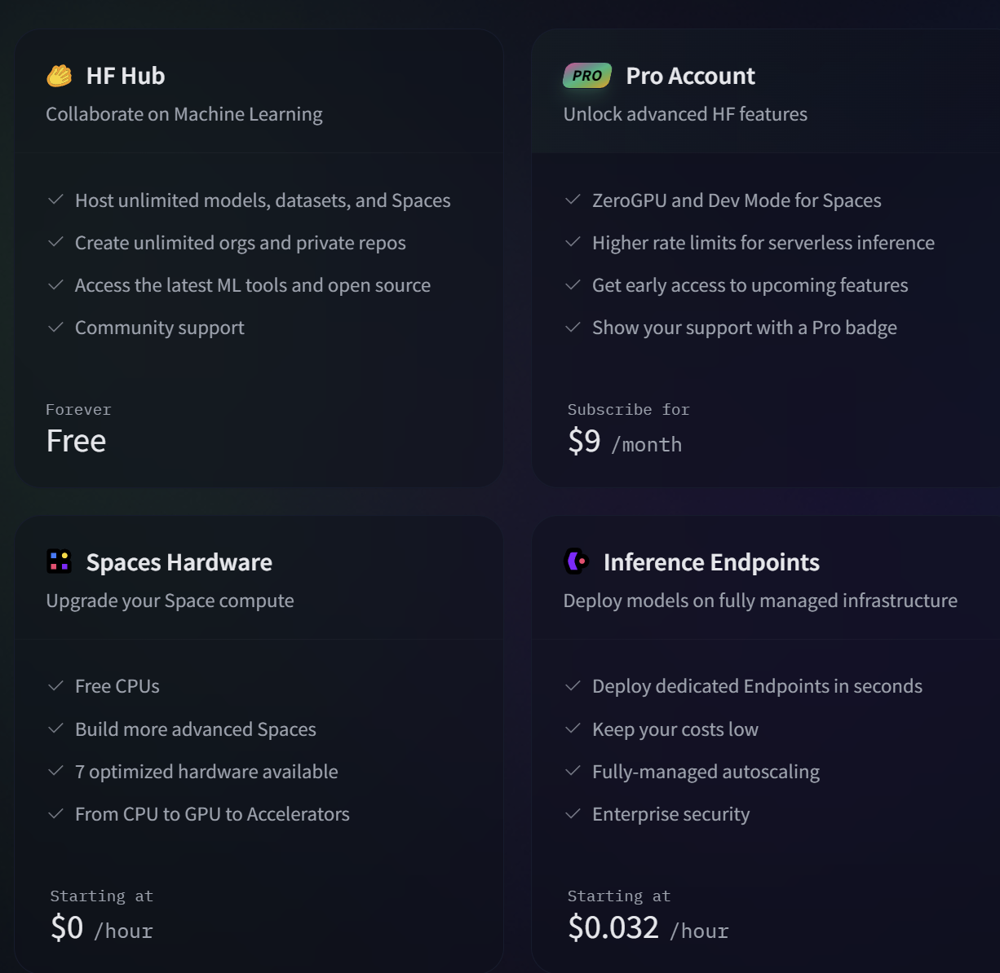 HF Hub
Collaborate on Machine Learning
Host unlimited models, datasets, and Spaces
Create unlimited orgs and private repos
Access the latest ML tools and open source
Community support
Forever
Free
PRO Pro Account
Unlock advanced HF features
ZeroGPU and Dev Mode for Spaces
Higher rate limits for serverless inference
Get early access to upcoming features
Show your support with a Pro badge
Subscribe for
$9 /month
Spaces Hardware
Upgrade your Space compute
Free CPUs
Build more advanced Spaces
7 optimized hardware available
From CPU to GPU to Accelerators
Starting at
$0 /hour
Inference Endpoints
Deploy models on fully managed infrastructure
Deploy dedicated Endpoints in seconds
Keep your costs low
Fully-managed autoscaling
Enterprise security
Starting at
$0.032 /hour